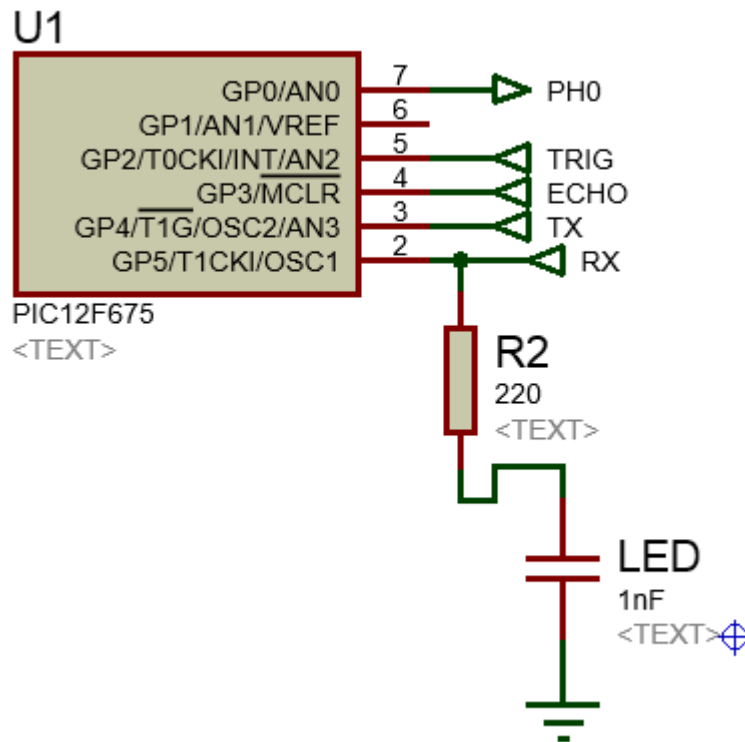 U1
GP0/AN0 7 PH0
GP1/AN1/VREF 6
GP2/T0CKI/INT/AN2 5 TRIG
GP3/MCLR 4 ECHO
GP4/T1G/OSC2/AN3 3 TX
GP5/T1CKI/OSC1 2 RX
PIC12F675
<TEXT>
R2
220
<TEXT>
LED
1nF
<TEXT>